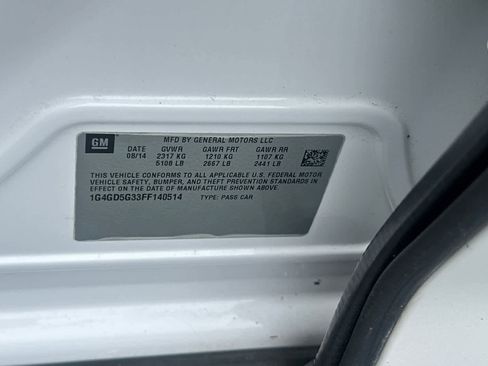 GM
MFD BY GENERAL MOTORS LLC
DATE GVWR GAWR FRT GAWR RR
08/14 2317 KG 1210 KG 1107 KG
5108 LB 2667 LB 2441 LB
THIS VEHICLE CONFORMS TO ALL APPLICABLE U.S. FEDERAL MOTOR
VEHICLE SAFETY, BUMPER, AND THEFT PREVENTION STANDARDS IN
EFFECT ON THE DATE OF MANUFACTURE SHOWN ABOVE.
1G4GD5G33FF140514 TYPE: PASS CAR